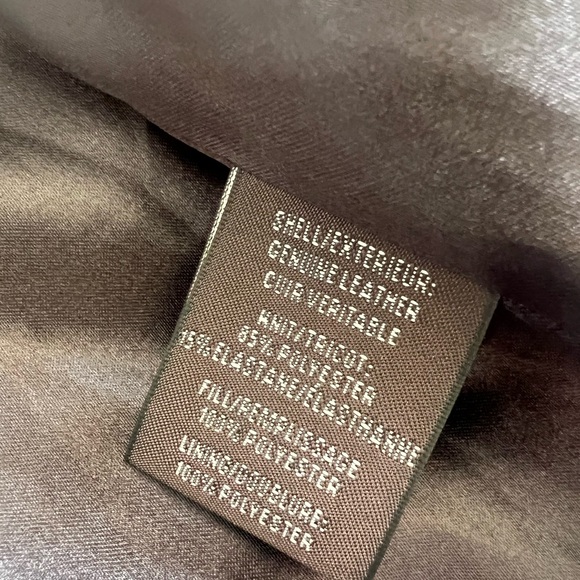 SHELL/EXTERIEUR:
GENUINE LEATHER
CUIR VERITABLE
KNIT/TRICOT:
85% POLYESTER
15% ELASTANE/ELASTHANNE
FILL/REMPLISSAGE
100% POLYESTER
LINING/DOUBLURE:
100% POLYESTER